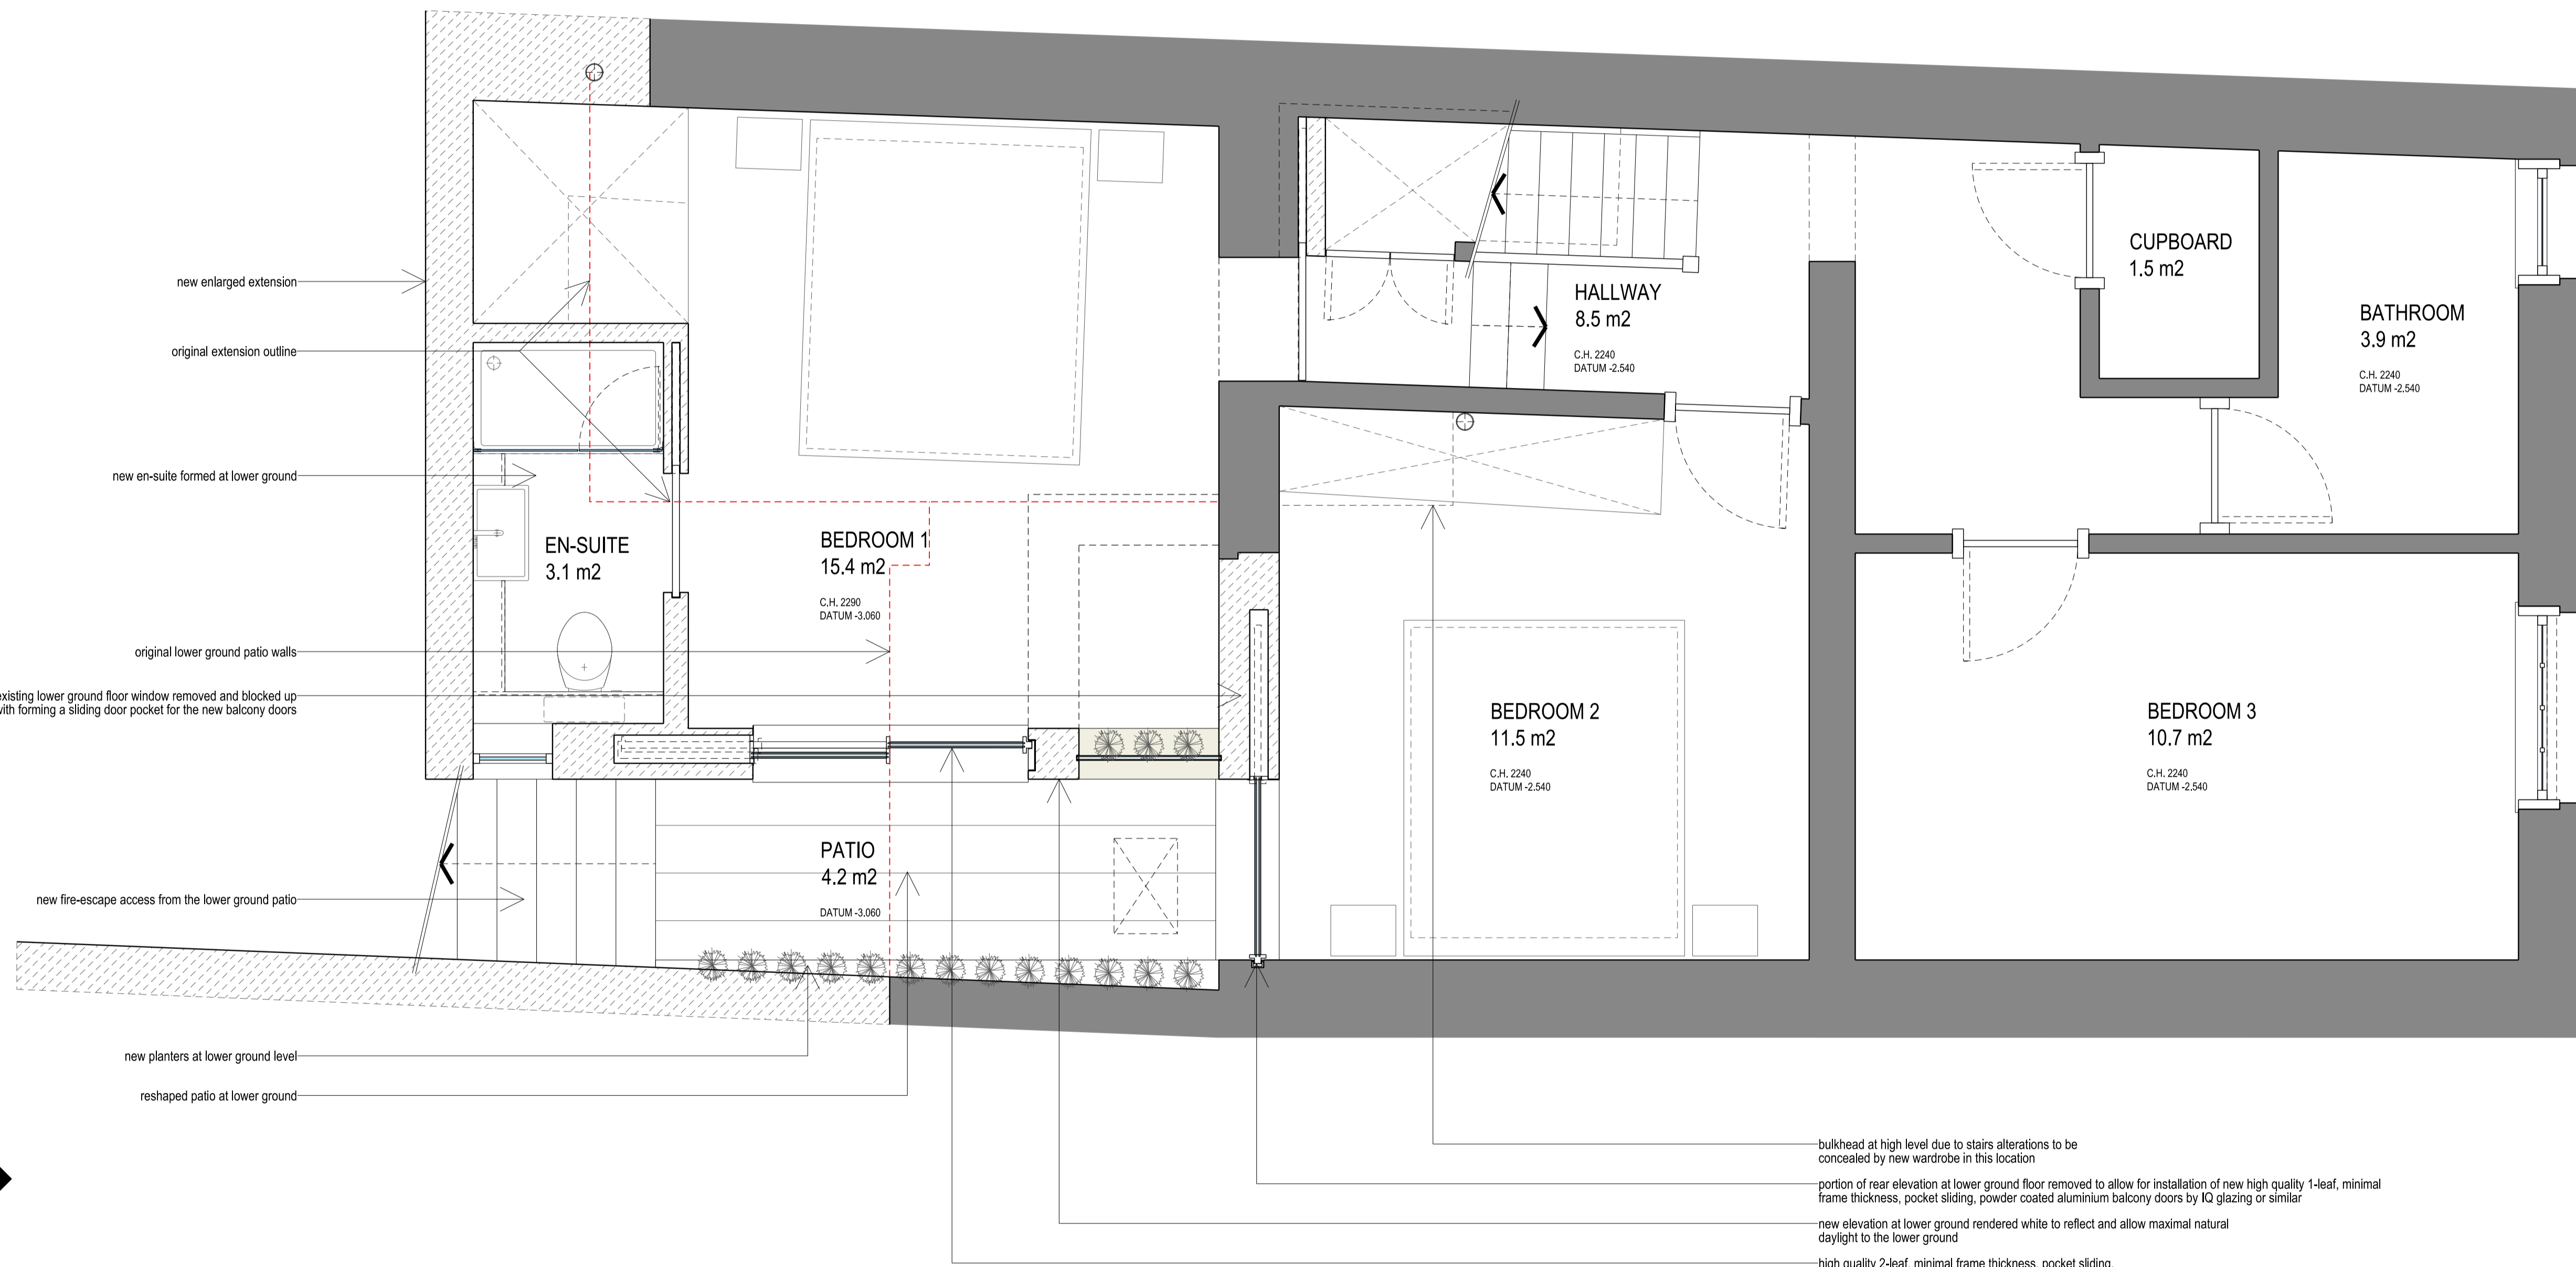 new enlarged extension
original extension outline
new en-suite formed at lower ground
original lower ground patio walls
existing lower ground floor window removed and blocked up
with forming a sliding door pocket for the new balcony doors
new fire-escape access from the lower ground patio
new planters at lower ground level
reshaped patio at lower ground
EN-SUITE
3.1 m2
BEDROOM 1
15.4 m2
C.H. 2290
DATUM -3.060
PATIO
4.2 m2
DATUM -3.060
HALLWAY
8.5 m2
C.H. 2240
DATUM -2.540
BEDROOM 2
11.5 m2
C.H. 2240
DATUM -2.540
CUPBOARD
1.5 m2
BATHROOM
3.9 m2
C.H. 2240
DATUM -2.540
BEDROOM 3
10.7 m2
C.H. 2240
DATUM -2.540
bulkhead at high level due to stairs alterations to be
concealed by new wardrobe in this location
portion of rear elevation at lower ground floor removed to allow for installation of new high quality 1-leaf, minimal
frame thickness, pocket sliding, powder coated aluminium balcony doors by IQ glazing or similar
new elevation at lower ground rendered white to reflect and allow maximal natural
daylight to the lower ground
high quality 2-leaf, minimal frame thickness, pocket sliding,